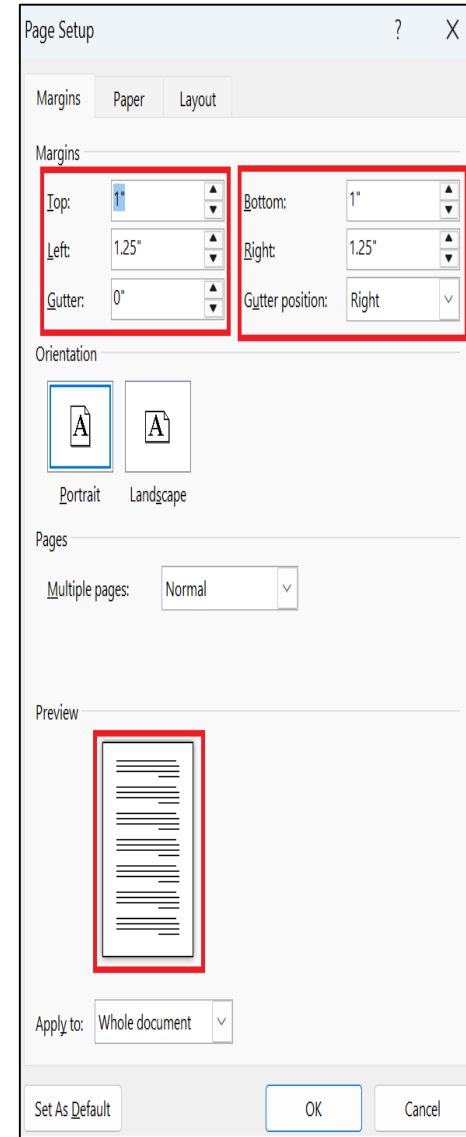 Page Setup ? X
Margins Paper Layout
Margins
Top: 1" Bottom: 1"
Left: 1.25" Right: 1.25"
Gutter: 0" Gutter position: Right
Orientation
A A
Portrait Landscape
Pages
Multiple pages: Normal
Preview
Apply to: Whole document
Set As Default OK Cancel